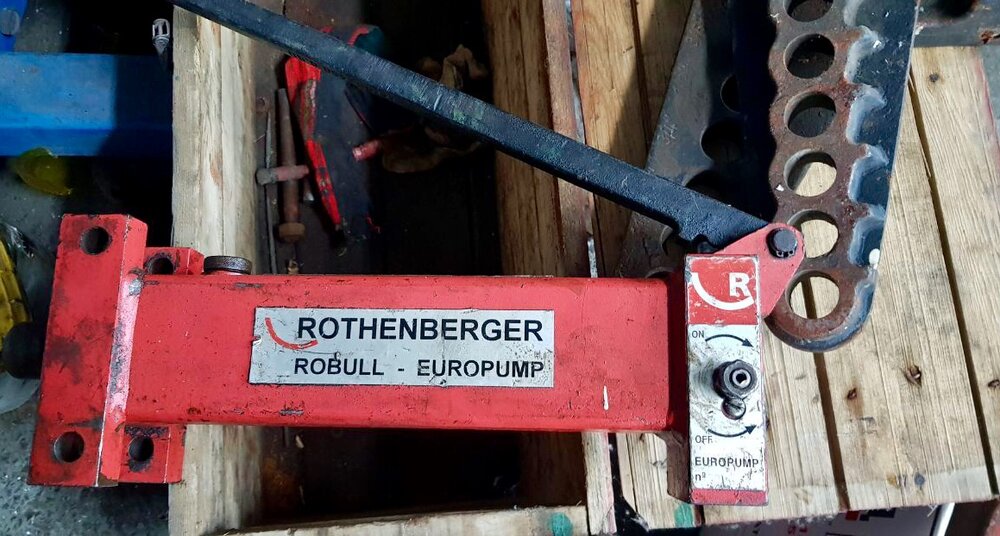 ROTHENBERGER
ROBULL - EUROPUMP
R
ON
OFF
EUROPUMP
nº